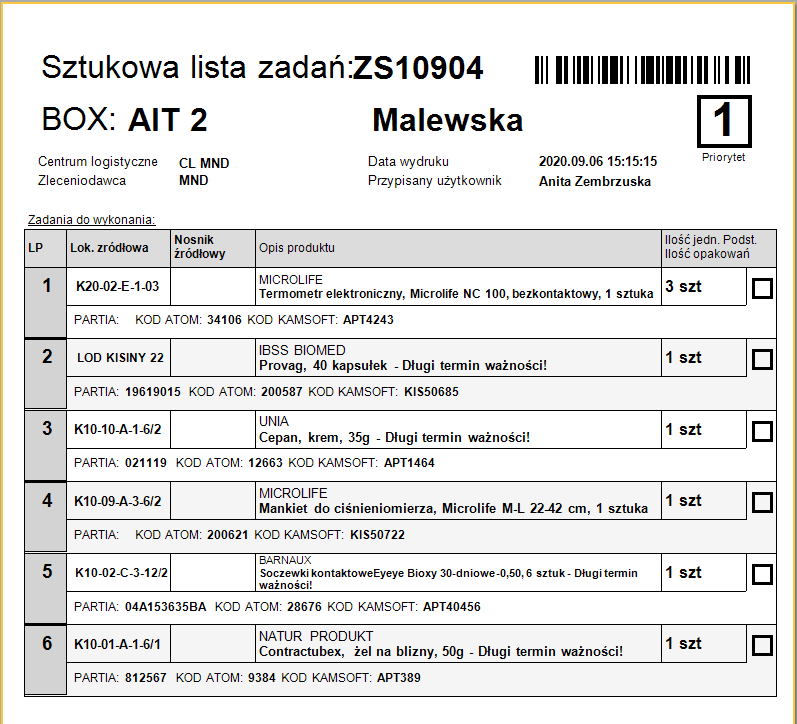 Sztukowa lista zadań:ZS10904
BOX: AIT 2 Malewska 1
Priorytet
Centrum logistyczne CL MND Data wydruku 2020.09.06 15:15:15
Zleceniodawca MND Przypisany użytkownik Anita Zembrzuska
Zadania do wykonania:
LP Lok. zródłowa Nosnik źródłowy Opis produktu Ilość jedn. Podst. Ilość opakowań
1 K20-02-E-1-03 MICROLIFE 3 szt
Termometr elektroniczny, Microlife NC 100, bezkontaktowy, 1 sztuka
PARTIA: KOD ATOM: 34106 KOD KAMSOFT: APT4243
2 LOD KISINY 22 IBSS BIOMED 1 szt
Provag, 40 kapsułek - Długi termin ważności!
PARTIA: 19619015 KOD ATOM: 200587 KOD KAMSOFT: KIS50685
3 K10-10-A-1-6/2 UNIA 1 szt
Cepan, krem, 35g - Długi termin ważności!
PARTIA: 021119 KOD ATOM: 12663 KOD KAMSOFT: APT1464
4 K10-09-A-3-6/2 MICROLIFE 1 szt
Mankiet do ciśnieniomierza, Microlife M-L 22-42 cm, 1 sztuka
PARTIA: KOD ATOM: 200621 KOD KAMSOFT: KIS50722
5 K10-02-C-3-12/2 BARNAUX 1 szt
Soczewki kontaktoweEyeye Bioxy 30-dniowe -0,50, 6 sztuk - Długi termin
ważności!
PARTIA: 04A153635BA KOD ATOM: 28676 KOD KAMSOFT: APT40456
6 K10-01-A-1-6/1 NATUR PRODUKT 1 szt
Contractubex, żel na blizny, 50g - Długi termin ważności!
PARTIA: 812567 KOD ATOM: 9384 KOD KAMSOFT: APT389